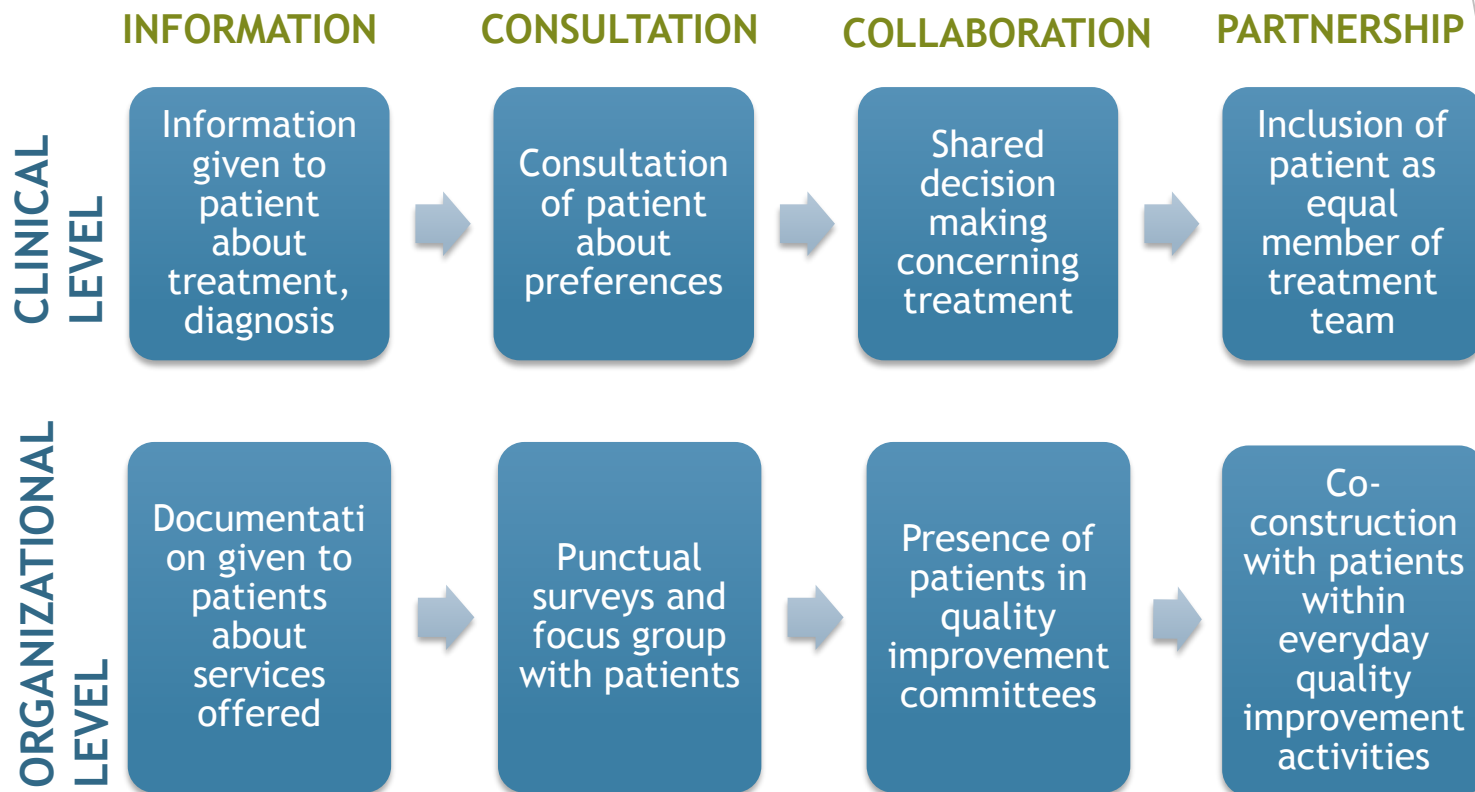 INFORMATION
CONSULTATION
COLLABORATION
PARTNERSHIP
CLINICAL
LEVEL
Information
given to
patient
about
treatment,
diagnosis
Consultation
of patient
about
preferences
Shared
decision
making
concerning
treatment
Inclusion of
patient as
equal
member of
treatment
team
ORGANIZATIONAL
LEVEL
Documentati
on given to
patients
about
services
offered
Punctual
surveys and
focus group
with patients
Presence of
patients in
quality
improvement
committees
Co-
construction
with patients
within
everyday
quality
improvement
activities